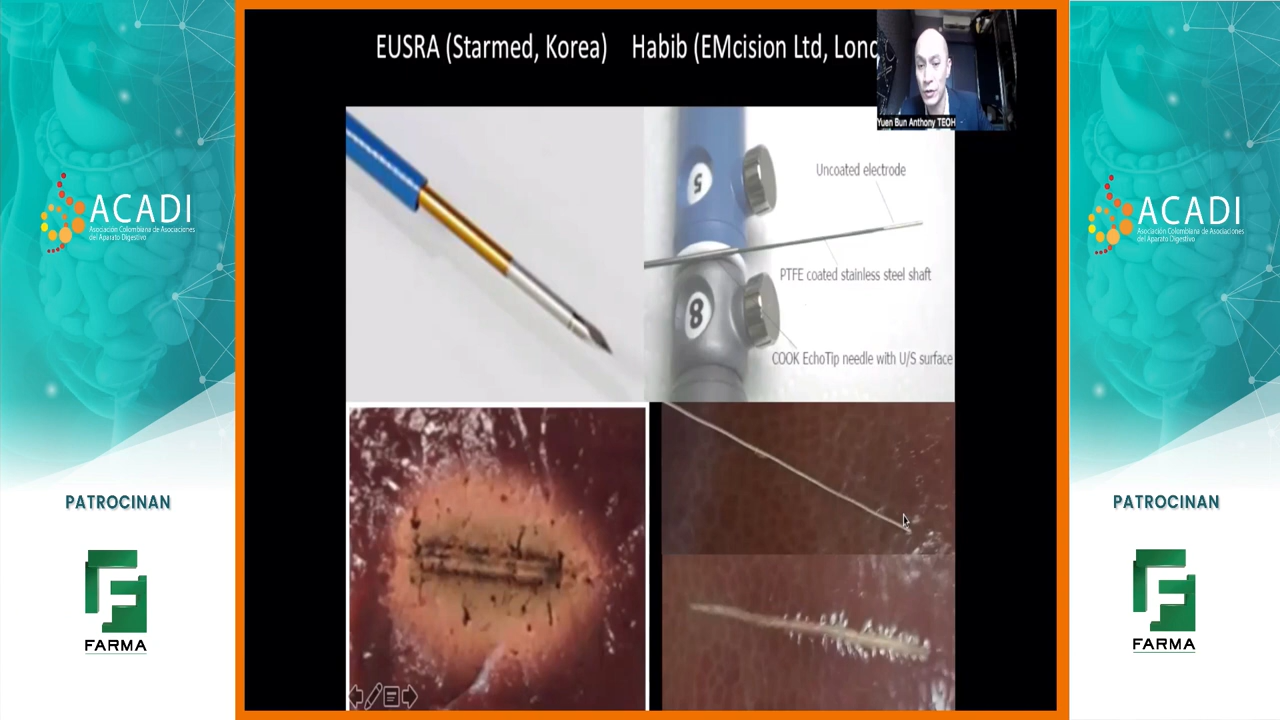 EUSRA (Starmed, Korea) Habib (EMcision Ltd, Lonc
Yuen Bun Anthony TEOH
Uncoated electrode
5
PTFE coated stainless steel shaft
8
COOK EchoTip needle with U/S surface
ACADI
Asociación Colombiana de Asociaciones
del Aparato Digestivo
PATROCINAN
FARMA
ACADI
Asociación Colombiana de Asociaciones
del Aparato Digestivo
PATROCINAN
FARMA